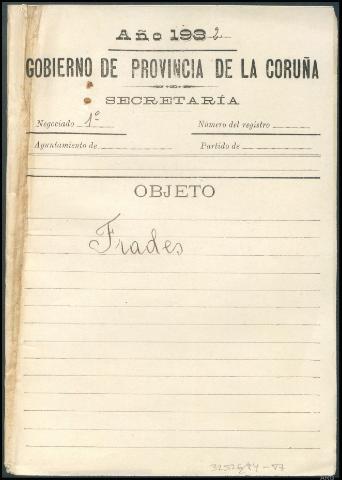 Año 1932
GOBIERNO DE PROVINCIA DE LA CORUÑA
SECRETARÍA
Negociado 1º Número del registro
Ayuntamiento de Partido de
OBJETO
Frades